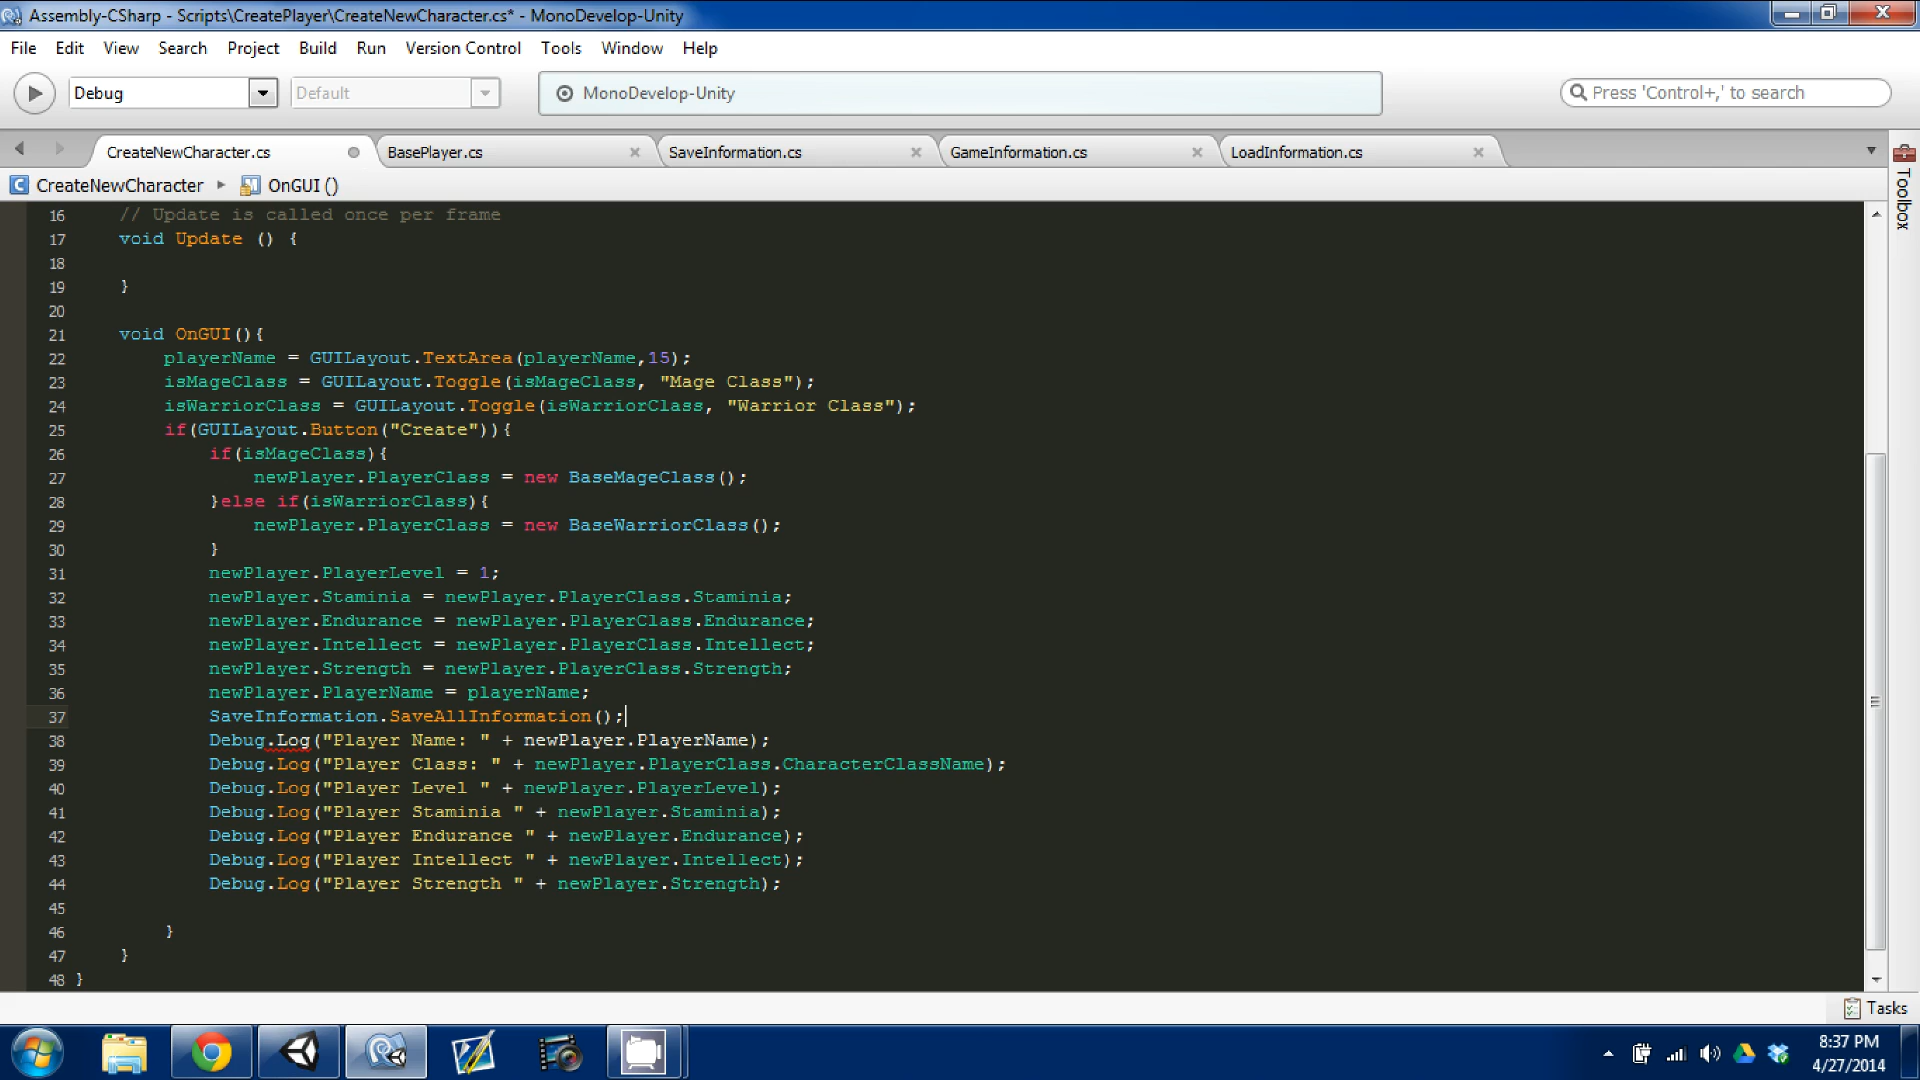 Assembly-CSharp - Scripts\CreatePlayer\CreateNewCharacter.cs* - MonoDevelop-Unity
File Edit View Search Project Build Run Version Control Tools Window Help
Debug Default MonoDevelop-Unity Press 'Control+,' to search
CreateNewCharacter.cs BasePlayer.cs SaveInformation.cs GameInformation.cs LoadInformation.cs
C CreateNewCharacter OnGUI ()
Toolbox
16 // Update is called once per frame
17 void Update () {
18
19 }
20
21 void OnGUI(){
22 playerName = GUILayout.TextArea(playerName,15);
23 isMageClass = GUILayout.Toggle(isMageClass, "Mage Class");
24 isWarriorClass = GUILayout.Toggle(isWarriorClass, "Warrior Class");
25 if(GUILayout.Button("Create")){
26 if(isMageClass){
27 newPlayer.PlayerClass = new BaseMageClass();
28 }else if(isWarriorClass){
29 newPlayer.PlayerClass = new BaseWarriorClass();
30 }
31 newPlayer.PlayerLevel = 1;
32 newPlayer.Staminia = newPlayer.PlayerClass.Staminia;
33 newPlayer.Endurance = newPlayer.PlayerClass.Endurance;
34 newPlayer.Intellect = newPlayer.PlayerClass.Intellect;
35 newPlayer.Strength = newPlayer.PlayerClass.Strength;
36 newPlayer.PlayerName = playerName;
37 SaveInformation.SaveAllInformation();
38 Debug.Log("Player Name: " + newPlayer.PlayerName);
39 Debug.Log("Player Class: " + newPlayer.PlayerClass.CharacterClassName);
40 Debug.Log("Player Level " + newPlayer.PlayerLevel);
41 Debug.Log("Player Staminia " + newPlayer.Staminia);
42 Debug.Log("Player Endurance " + newPlayer.Endurance);
43 Debug.Log("Player Intellect " + newPlayer.Intellect);
44 Debug.Log("Player Strength " + newPlayer.Strength);
45
46 }
47 }
48 }
Tasks
8:37 PM
4/27/2014